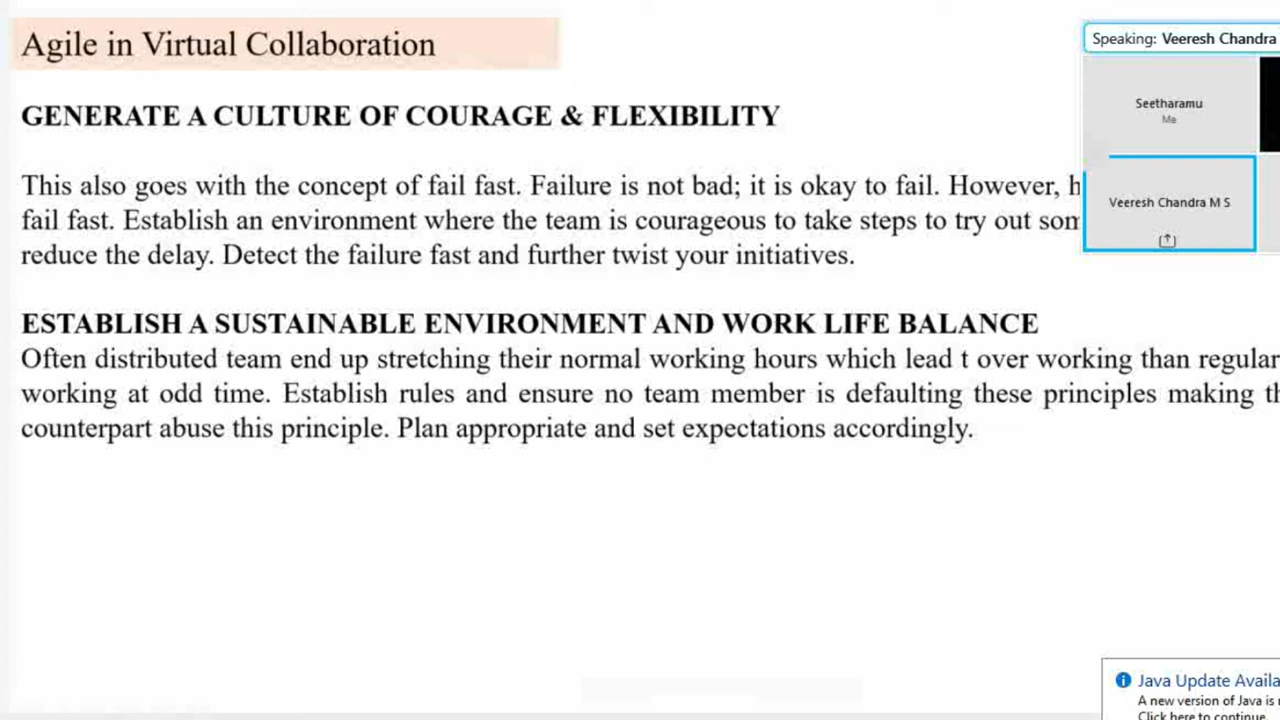 Agile in Virtual Collaboration
Speaking: Veeresh Chandra
Seetharamu
Me
Veeresh Chandra M S
GENERATE A CULTURE OF COURAGE & FLEXIBILITY
This also goes with the concept of fail fast. Failure is not bad; it is okay to fail. However,
fail fast. Establish an environment where the team is courageous to take steps to try out
reduce the delay. Detect the failure fast and further twist your initiatives.
ESTABLISH A SUSTAINABLE ENVIRONMENT AND WORK LIFE BALANCE
Often distributed team end up stretching their normal working hours which lead t over working than regular
working at odd time. Establish rules and ensure no team member is defaulting these principles making
counterpart abuse this principle. Plan appropriate and set expectations accordingly.
Java Update
A new version of Java is
Click here to continue.